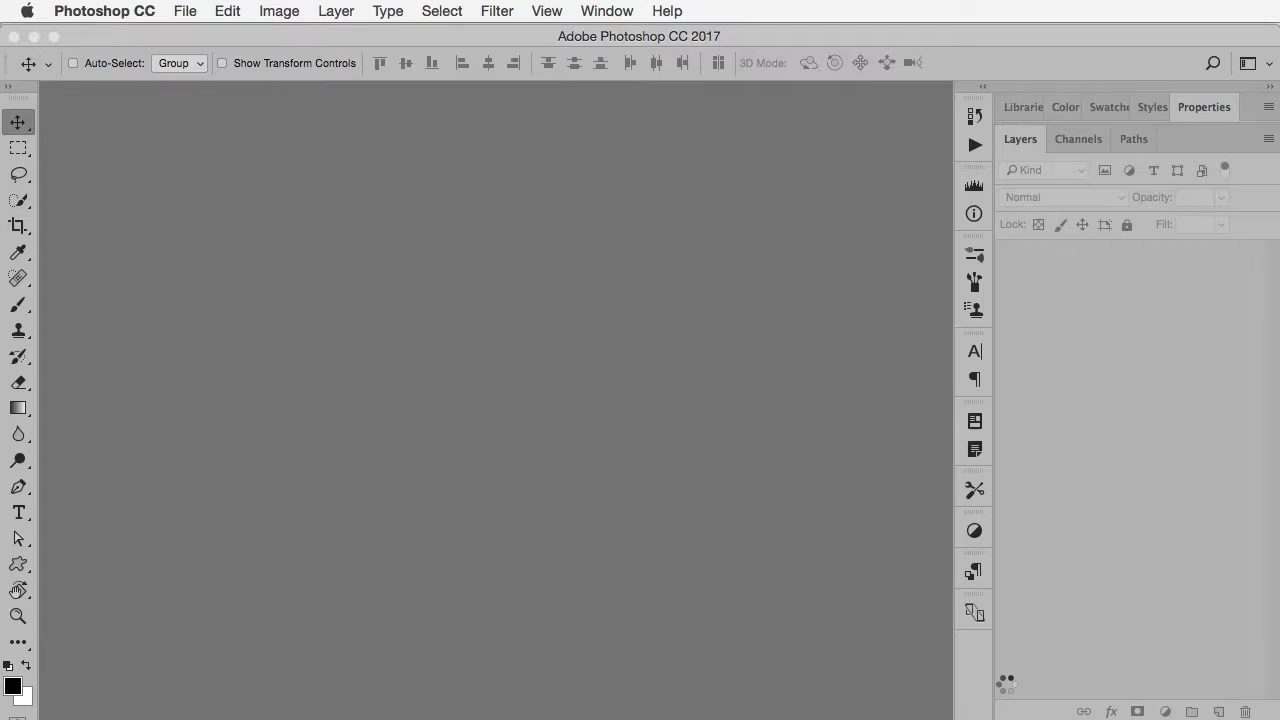 Photoshop CC File Edit Image Layer Type Select Filter View Window Help
Adobe Photoshop CC 2017
Auto-Select: Group Show Transform Controls 3D Mode:
Librarie Color Swatche Styles Properties
Layers Channels Paths
Kind
Normal Opacity:
Lock: Fill: